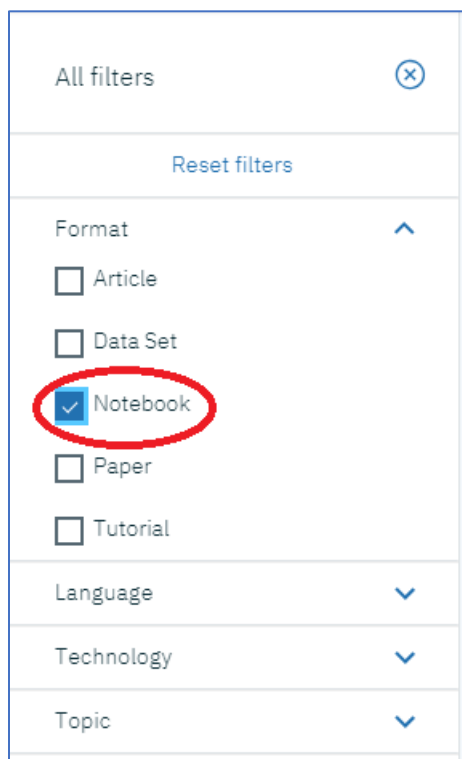 All filters
Reset filters
Format
Article
Data Set
Notebook
Paper
Tutorial
Language
Technology
Topic